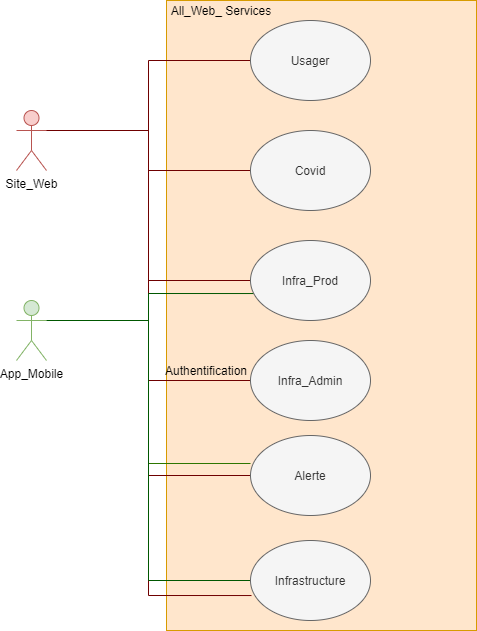 All_Web_ Services
Usager
Site_Web
Covid
Infra_Prod
App_Mobile
Authentification
Infra_Admin
Alerte
Infrastructure